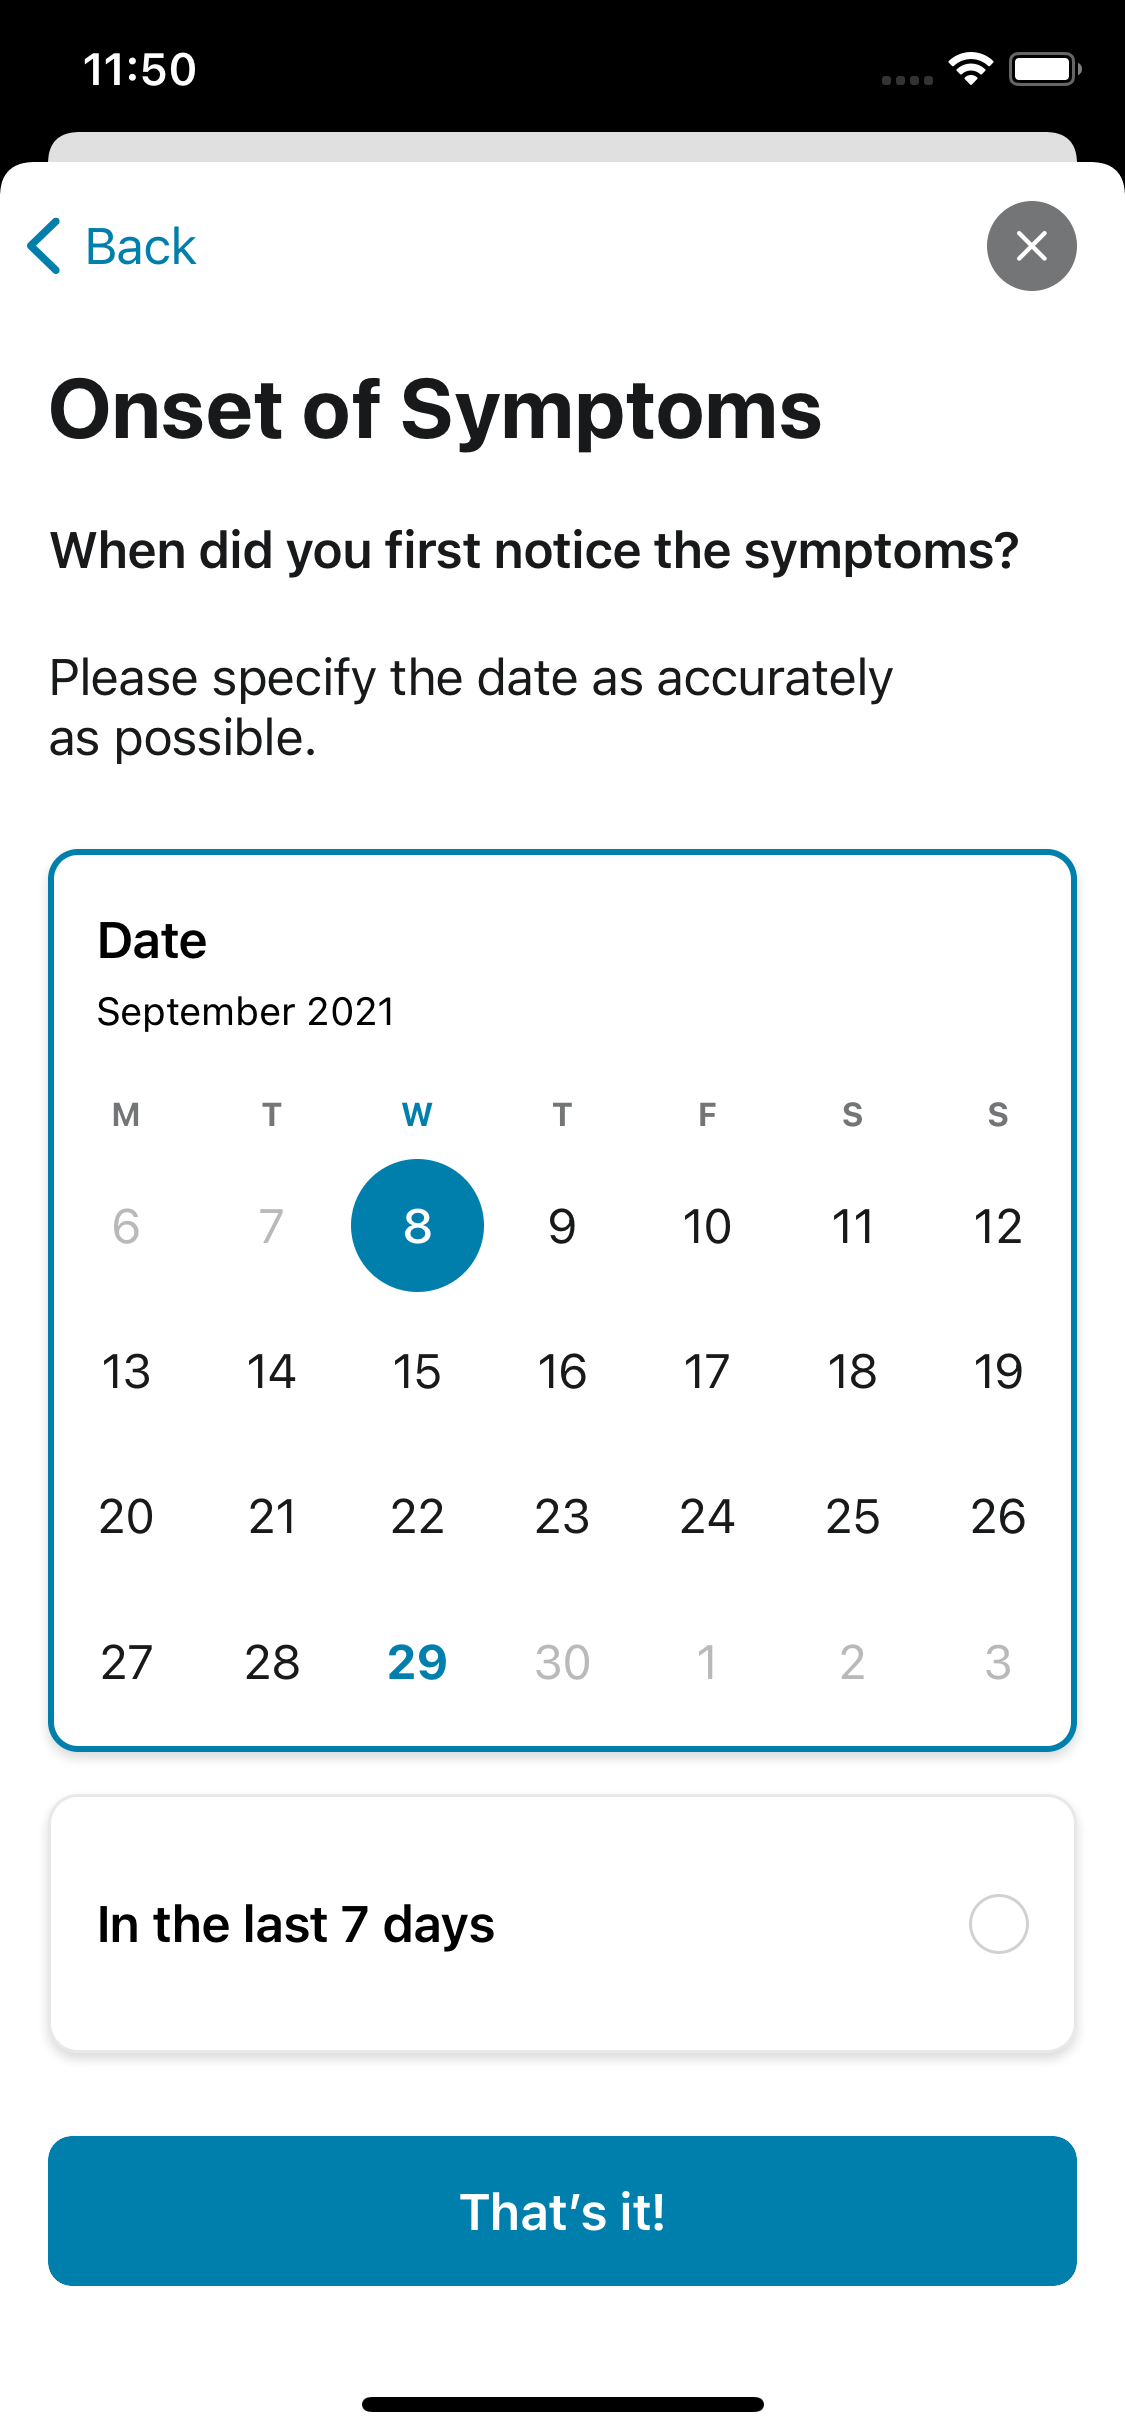 11:50
Back
Onset of Symptoms
When did you first notice the symptoms?
Please specify the date as accurately
as possible.
Date
September 2021
M T W T F S S
6 7 8 9 10 11 12
13 14 15 16 17 18 19
20 21 22 23 24 25 26
27 28 29 30 1 2 3
In the last 7 days
That’s it!